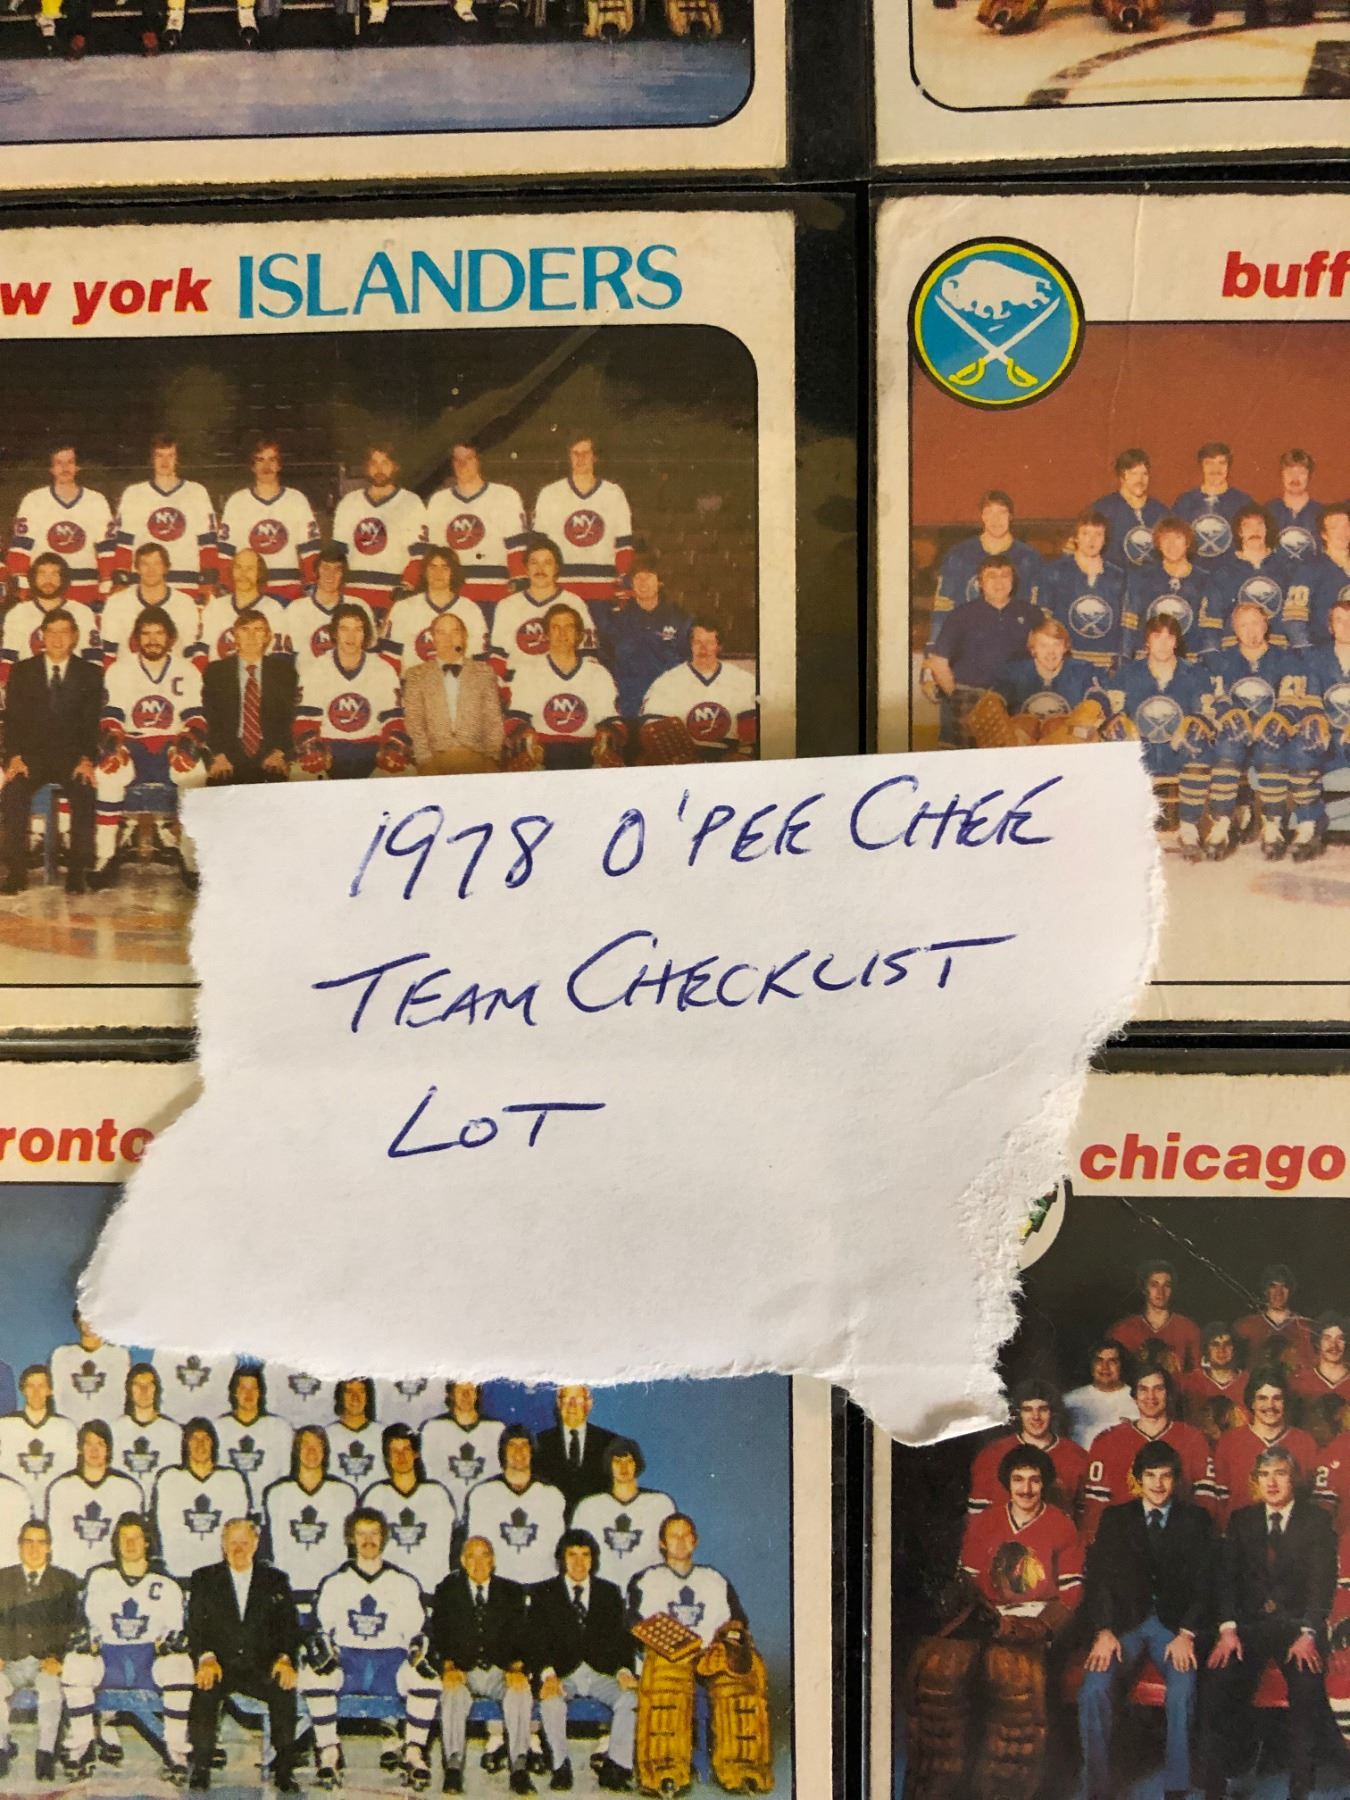 w york ISLANDERS
buff
1978 O'PEE CHEE
TEAM CHECKLIST
LOT
ronto
chicago